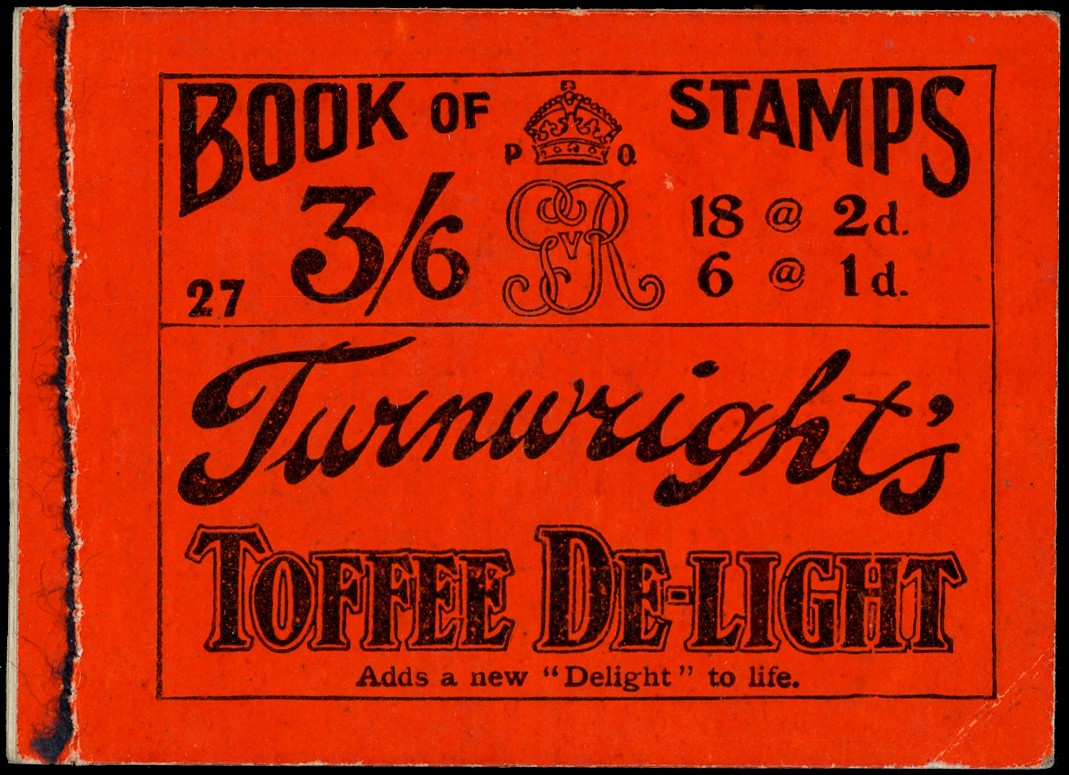 BOOK OF STAMPS
P O
3/6 GvR 18 @ 2d.
27 6 @ 1d.
Turnwright's
TOFFEE DE-LIGHT
Adds a new "Delight" to life.